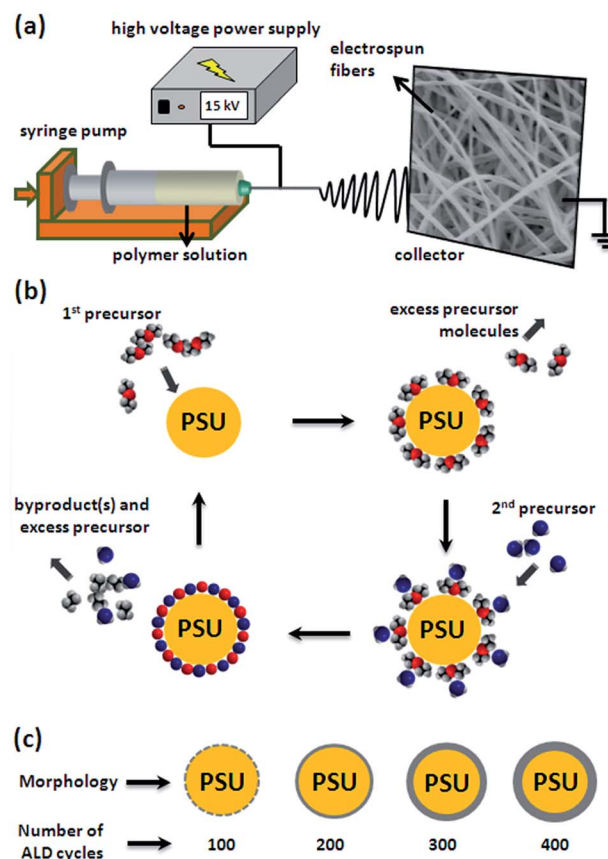 (a)
high voltage power supply
15 kV
electrospun
fibers
syringe pump
polymer solution
collector
(b)
1st precursor
PSU
excess precursor
molecules
PSU
2nd precursor
PSU
byproduct(s) and
excess precursor
PSU
(c)
Morphology PSU PSU PSU PSU
Number of
ALD cycles 100 200 300 400